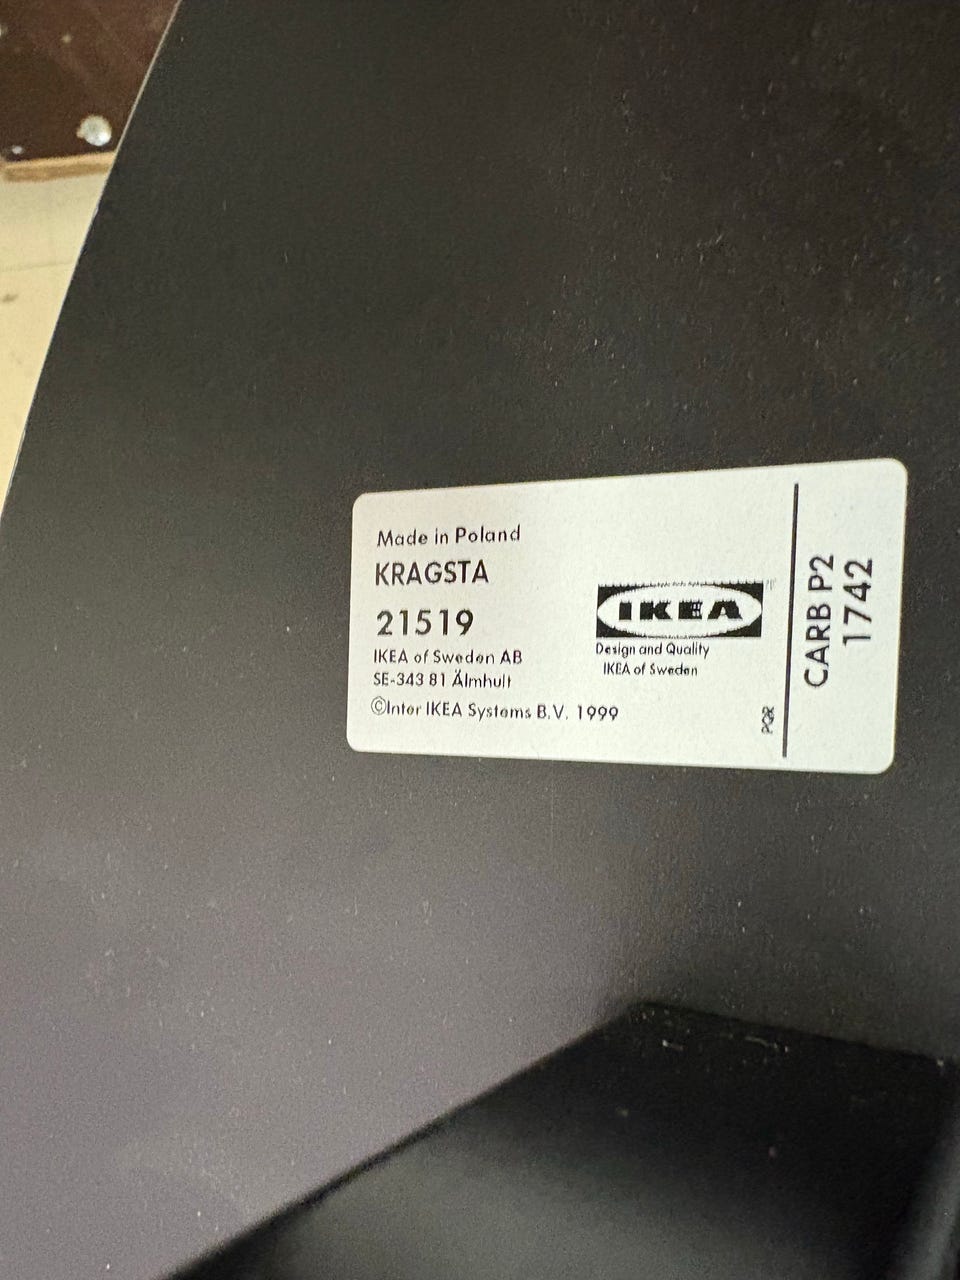 Made in Poland
KRAGSTA
21519
IKEA of Sweden AB
SE-343 81 Älmhult
©Inter IKEA Systems B.V. 1999
IKEA
Design and Quality
IKEA of Sweden
PQR
CARB P2
1742